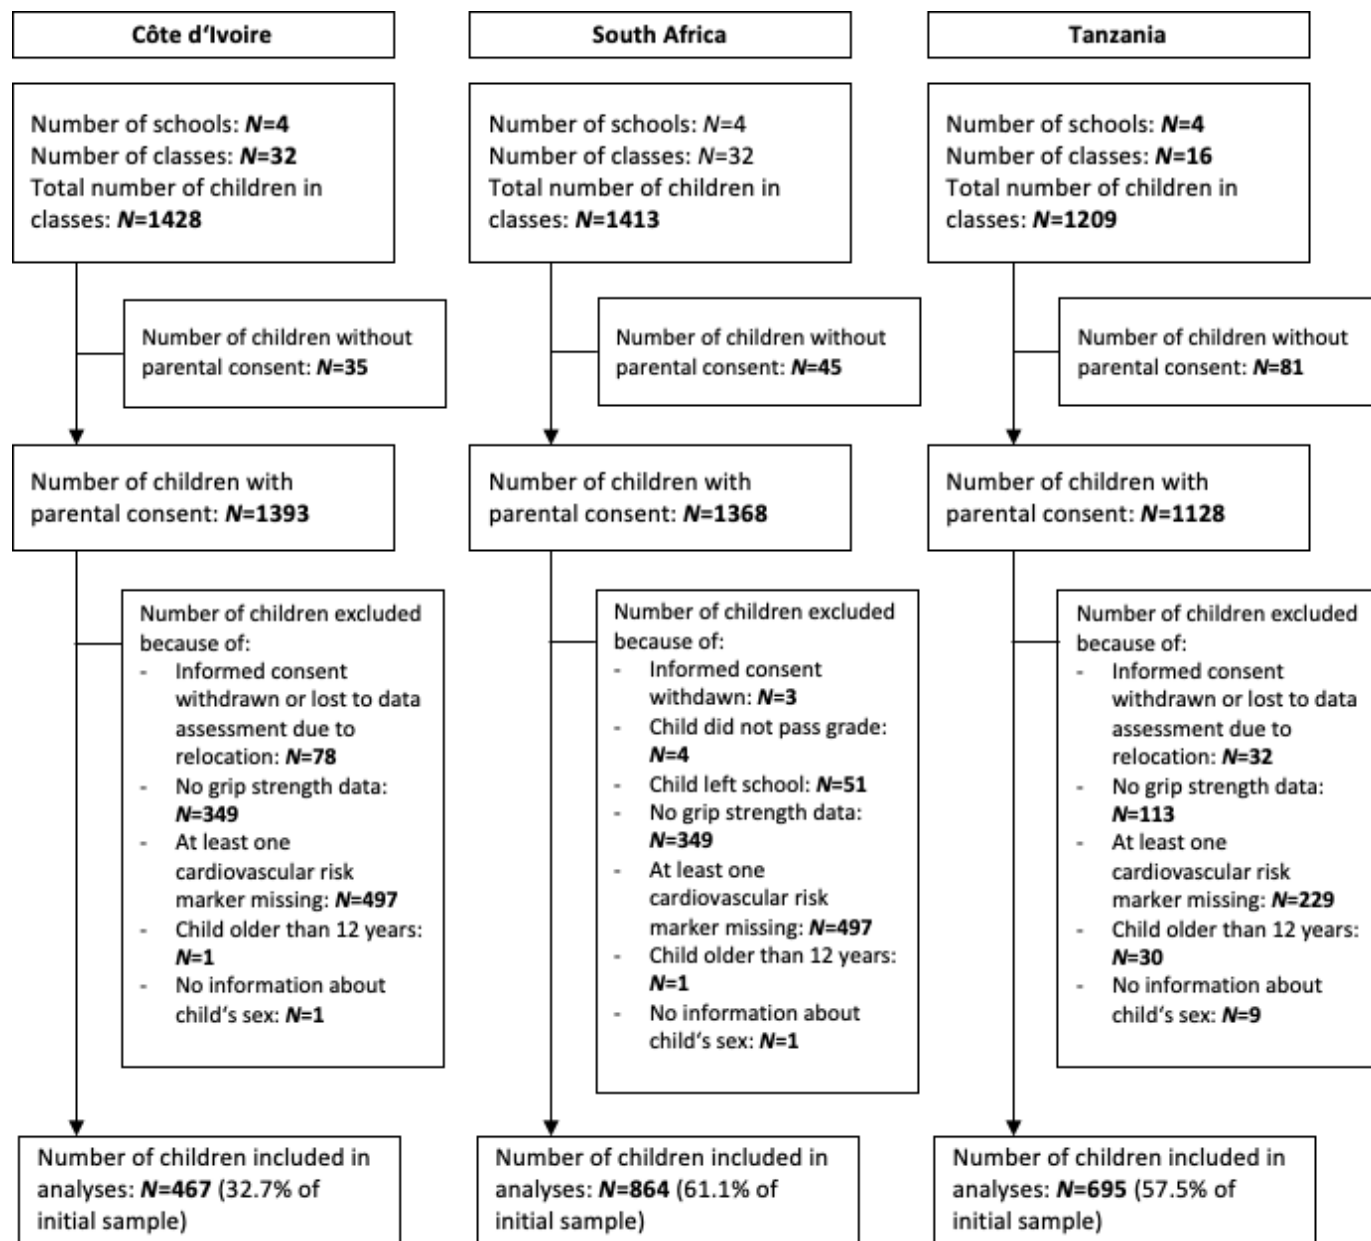 Côte d‘Ivoire
Number of schools: N=4
Number of classes: N=32
Total number of children in
classes: N=1428
Number of children without
parental consent: N=35
Number of children with
parental consent: N=1393
Number of children excluded
because of:
- Informed consent
withdrawn or lost to data
assessment due to
relocation: N=78
- No grip strength data:
N=349
- At least one
cardiovascular risk
marker missing: N=497
- Child older than 12 years:
N=1
- No information about
child‘s sex: N=1
Number of children included in
analyses: N=467 (32.7% of
initial sample)
South Africa
Number of schools: N=4
Number of classes: N=32
Total number of children in
classes: N=1413
Number of children without
parental consent: N=45
Number of children with
parental consent: N=1368
Number of children excluded
because of:
- Informed consent
withdawn: N=3
- Child did not pass grade:
N=4
- Child left school: N=51
- No grip strength data:
N=349
- At least one
cardiovascular risk
marker missing: N=497
- Child older than 12 years:
N=1
- No information about
child‘s sex: N=1
Number of children included in
analyses: N=864 (61.1% of
initial sample)
Tanzania
Number of schools: N=4
Number of classes: N=16
Total number of children in
classes: N=1209
Number of children without
parental consent: N=81
Number of children with
parental consent: N=1128
Number of children excluded
because of:
- Informed consent
withdrawn or lost to data
assessment due to
relocation: N=32
- No grip strength data:
N=113
- At least one
cardiovascular risk
marker missing: N=229
- Child older than 12 years:
N=30
- No information about
child‘s sex: N=9
Number of children included in
analyses: N=695 (57.5% of
initial sample)